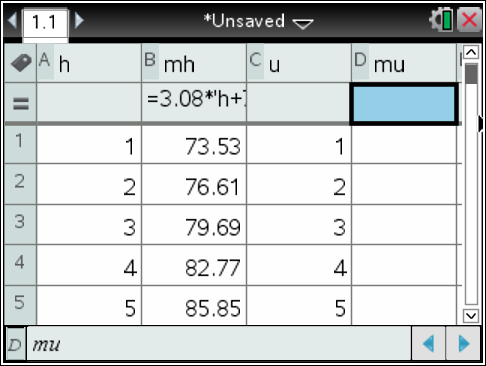 1.1 *Unsaved
A h B mh C u D mu
= =3.08*'h+
1 1 73.53 1
2 2 76.61 2
3 3 79.69 3
4 4 82.77 4
5 5 85.85 5
D mu